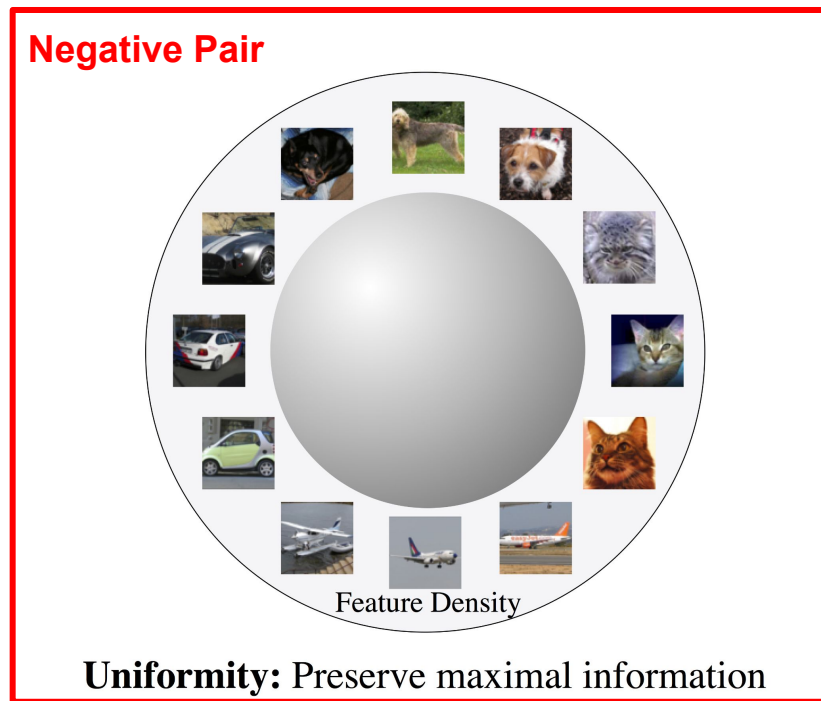 Negative Pair
Feature Density
Uniformity: Preserve maximal information